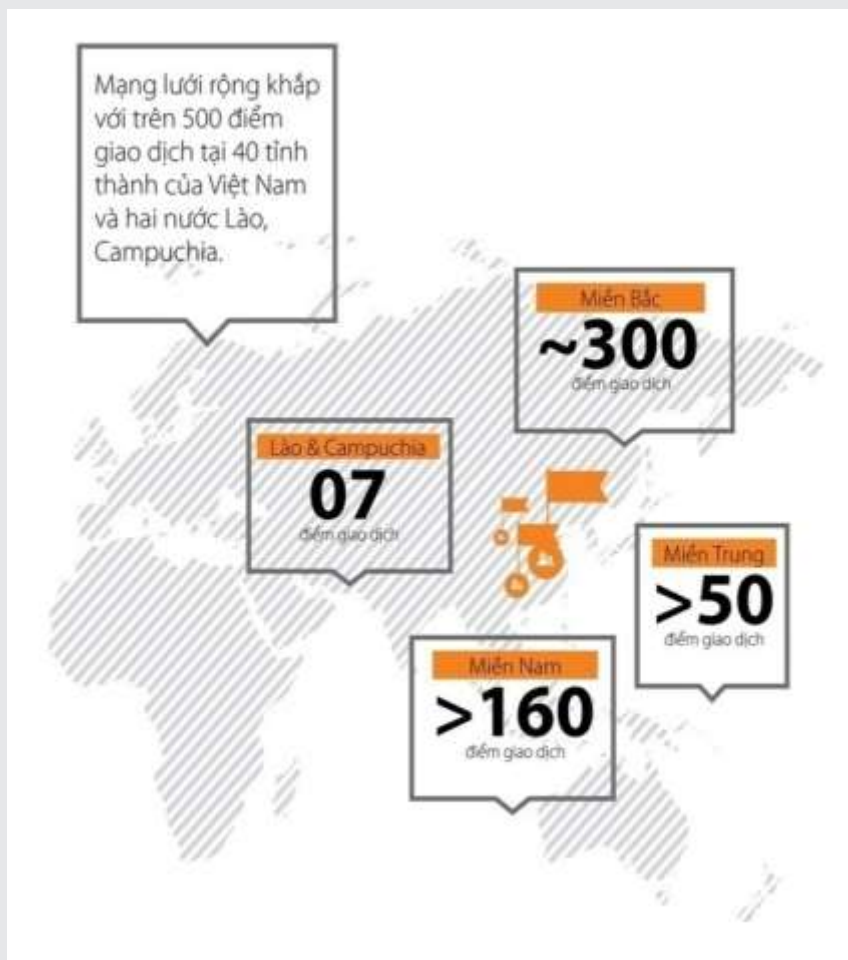 Mạng lưới rộng khắp
với trên 500 điểm
giao dịch tại 40 tỉnh
thành của Việt Nam
và hai nước Lào,
Campuchia.
Miền Bắc
~300
điểm giao dịch
Lào & Campuchia
07
điểm giao dịch
Miền Trung
>50
điểm giao dịch
Miền Nam
>160
điểm giao dịch